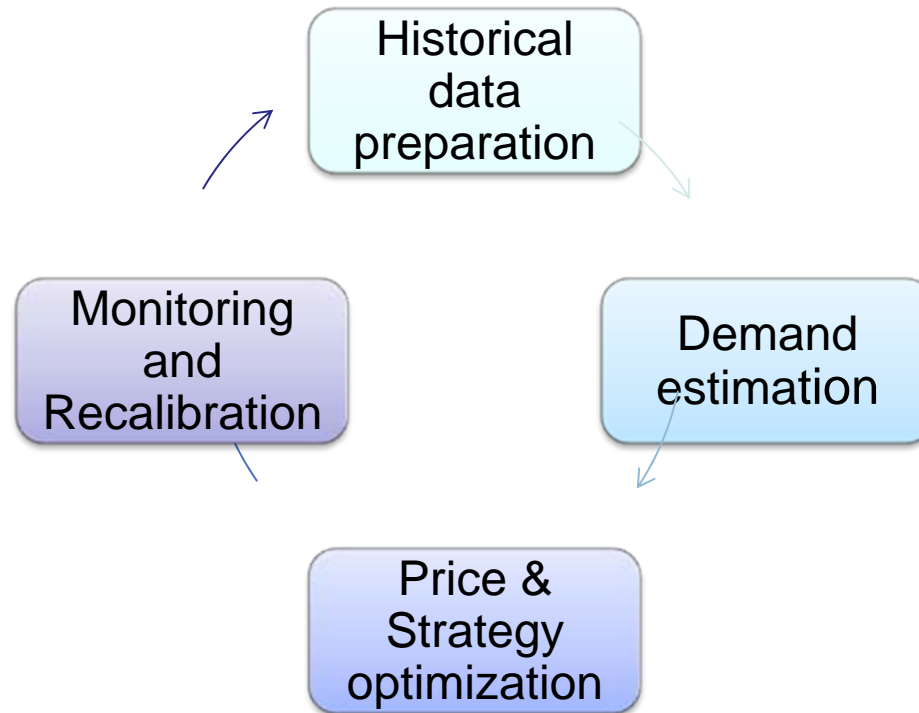 Historical
data
preparation
Demand
estimation
Price &
Strategy
optimization
Monitoring
and
Recalibration